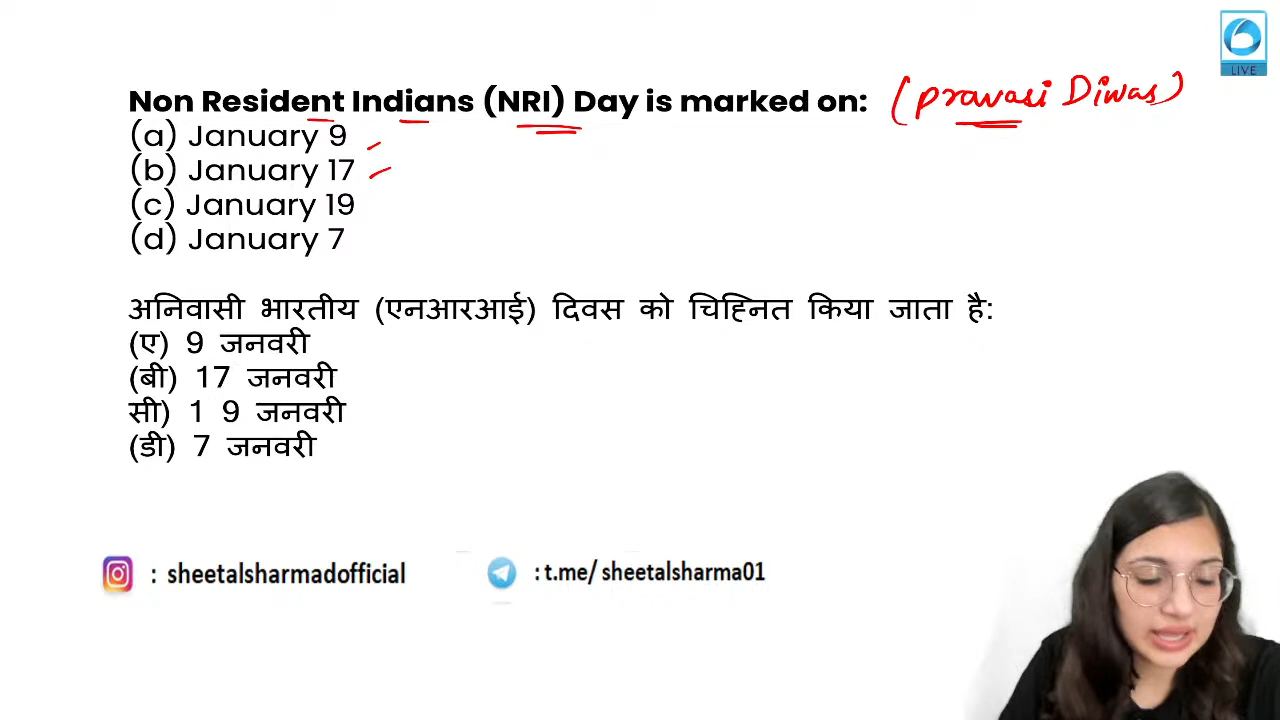 LIVE
Non Resident Indians (NRI) Day is marked on: (pravasi Diwas)
(a) January 9
(b) January 17
(c) January 19
(d) January 7
अनिवासी भारतीय (एनआरआई) दिवस को चिह्नित किया जाता है:
(ए) 9 जनवरी
(बी) 17 जनवरी
सी) 1 9 जनवरी
(डी) 7 जनवरी
: sheetalsharmadofficial
: t.me/ sheetalsharma01